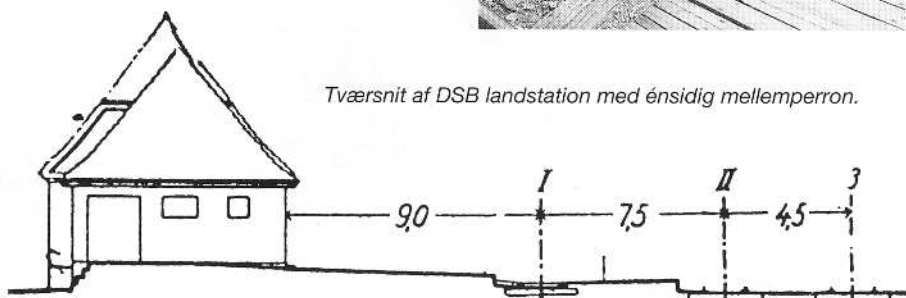 Tværsnit af DSB landstation med énsidig mellemperron.
I II 3
9,0 7,5 4,5